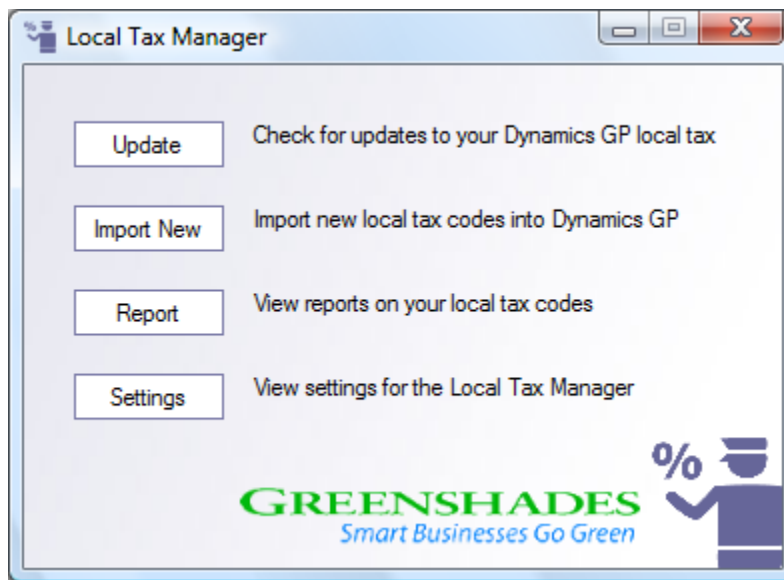 Local Tax Manager
Update Check for updates to your Dynamics GP local tax
Import New Import new local tax codes into Dynamics GP
Report View reports on your local tax codes
Settings View settings for the Local Tax Manager
%
GREENSHADES
Smart Businesses Go Green